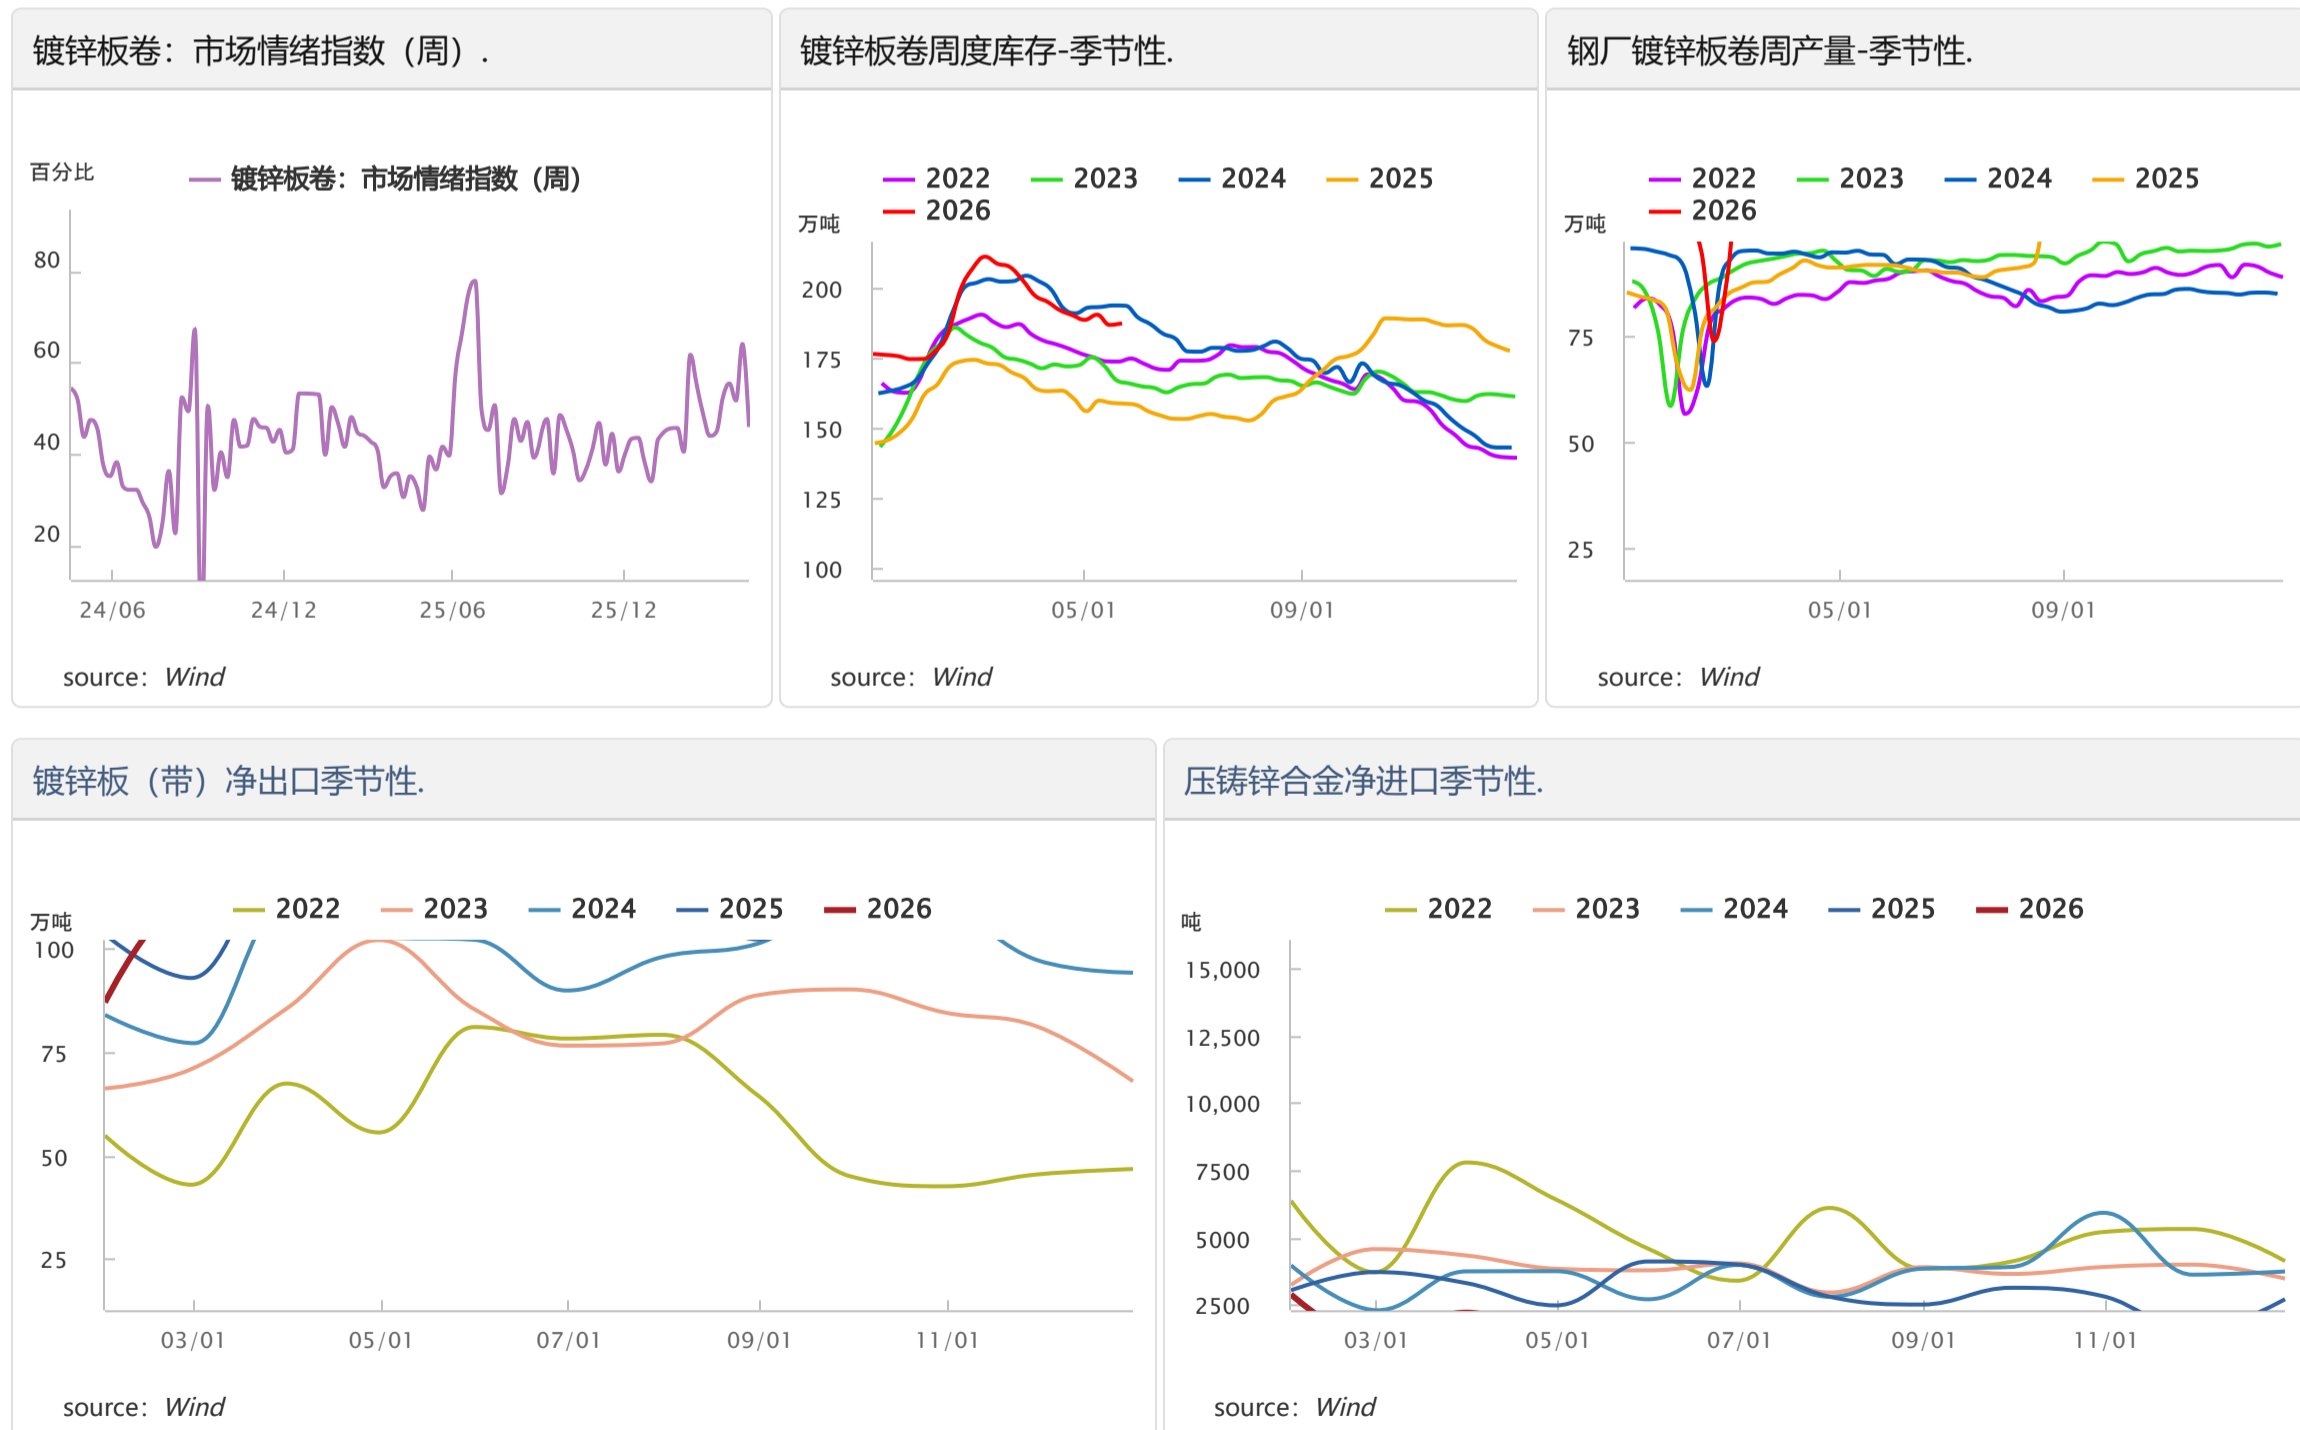 镀锌板卷：市场情绪指数（周）.
百分比
镀锌板卷：市场情绪指数（周）
80
60
40
20
24/06 24/12 25/06 25/12
source：Wind
镀锌板卷周度库存-季节性.
2022 2023 2024 2025
2026
万吨
200
175
150
125
100
05/01 09/01
source：Wind
钢厂镀锌板卷周产量-季节性.
2022 2023 2024 2025
2026
万吨
75
50
25
05/01 09/01
source：Wind
镀锌板（带）净出口季节性.
2022 2023 2024 2025 2026
万吨
100
75
50
25
03/01 05/01 07/01 09/01 11/01
source：Wind
压铸锌合金净进口季节性.
2022 2023 2024 2025 2026
吨
15,000
12,500
10,000
7500
5000
2500
03/01 05/01 07/01 09/01 11/01
source：Wind